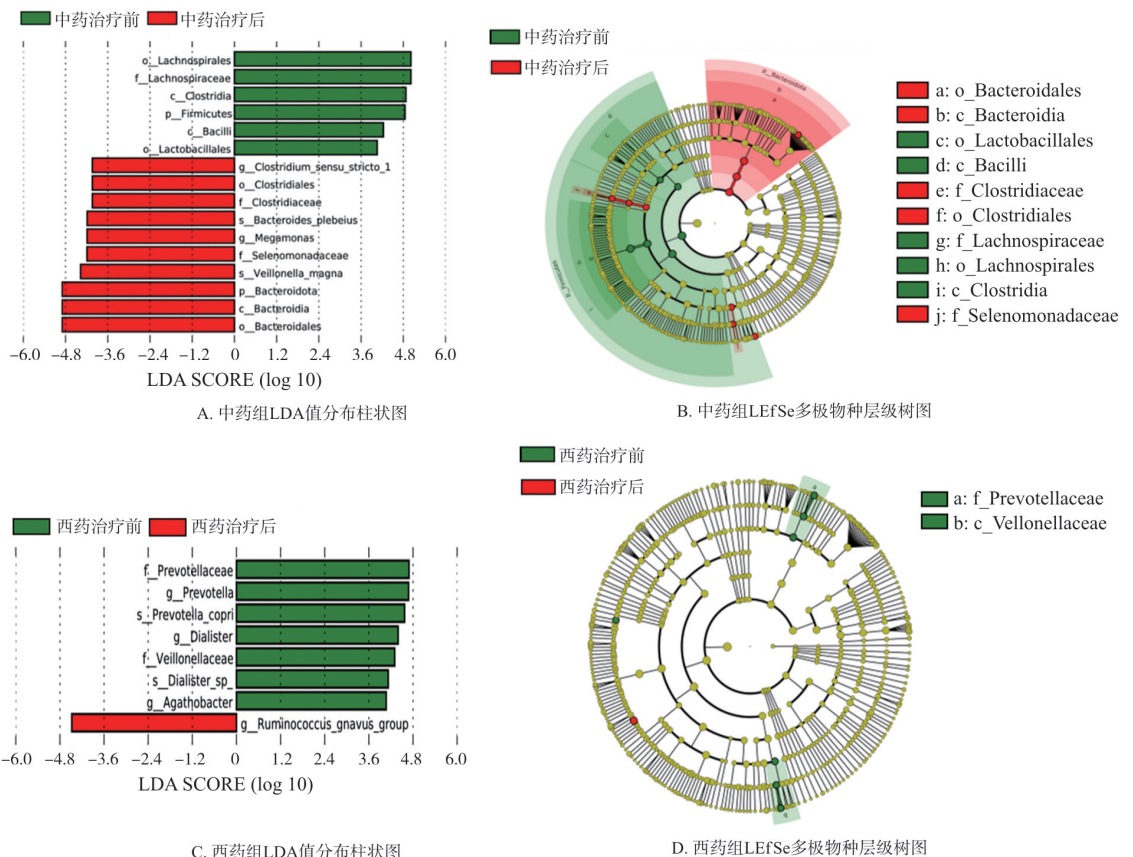 中药治疗前 中药治疗后
o__Lachnospirales
f__Lachnospiraceae
c__Clostridia
p__Firmicutes
c__Bacilli
o__Lactobacillales
g__Clostridium_sensu_stricto_1
o__Clostridiales
f__Clostridiaceae
s__Bacteroides_plebeius
g__Megamonas
f__Selenomonadaceae
s__Veillonella_magna
p__Bacteroidota
c__Bacteroidia
o__Bacteroidales
−6.0 −4.8 −3.6 −2.4 −1.2 0 1.2 2.4 3.6 4.8 6.0
LDA SCORE (log 10)
A. 中药组LDA值分布柱状图
中药治疗前
中药治疗后
p__Bacteroidota
b
a
p__Firmicutes
a: o_Bacteroidales
b: c_Bacteroidia
c: o_Lactobacillales
d: c_Bacilli
e: f_Clostridiaceae
f: o_Clostridiales
g: f_Lachnospiraceae
h: o_Lachnospirales
i: c_Clostridia
j: f_Selenomonadaceae
B. 中药组LEfSe多极物种层级树图
西药治疗前 西药治疗后
f__Prevotellaceae
g__Prevotella
s__Prevotella_copri
g__Dialister
f__Veillonellaceae
s__Dialister_sp_
g__Agathobacter
g__Ruminococcus_gnavus_group
−6.0 −4.8 −3.6 −2.4 −1.2 0 1.2 2.4 3.6 4.8 6.0
LDA SCORE (log 10)
C. 西药组LDA值分布柱状图
西药治疗前
西药治疗后
a
b
a: f_Prevotellaceae
b: c_Vellonellaceae
D. 西药组LEfSe多极物种层级树图